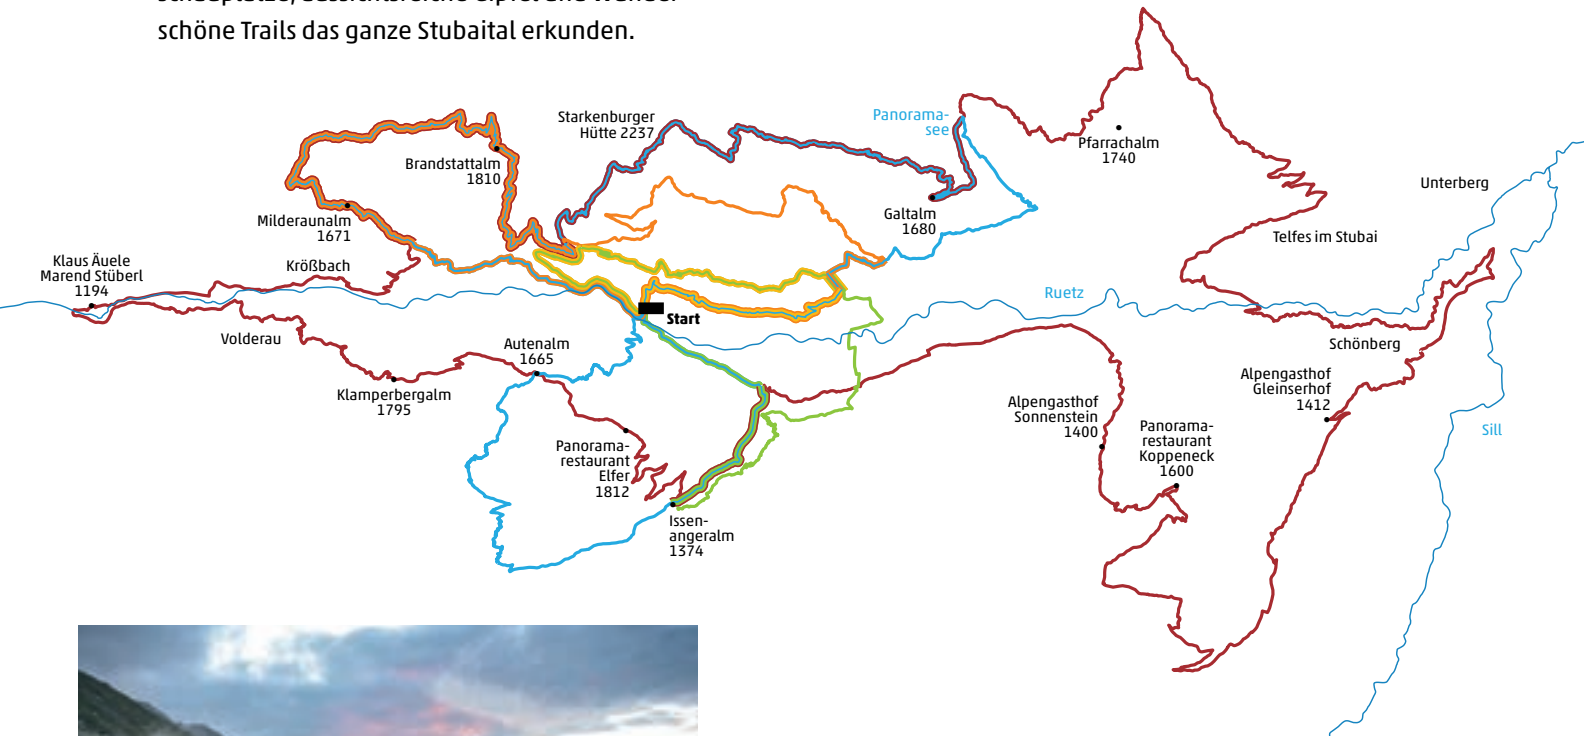 schöne Trails das ganze Stubaital erkunden.
Starkenburger
Hütte 2237
Panorama-
see
Pfarrachalm
1740
Brandstattalm
1810
Unterberg
Milderaunalm
1671
Galtalm
1680
Telfes im Stubai
Klaus Äuele
Marend Stüberl
1194
Krößbach
Ruetz
Start
Volderau
Autenalm
1665
Schönberg
Klamperbergalm
1795
Alpengasthof
Gleinserhof
1412
Alpengasthof
Sonnenstein
1400
Panorama-
restaurant
Koppeneck
1600
Sill
Panorama-
restaurant
Elfer
1812
Issen-
angeralm
1374